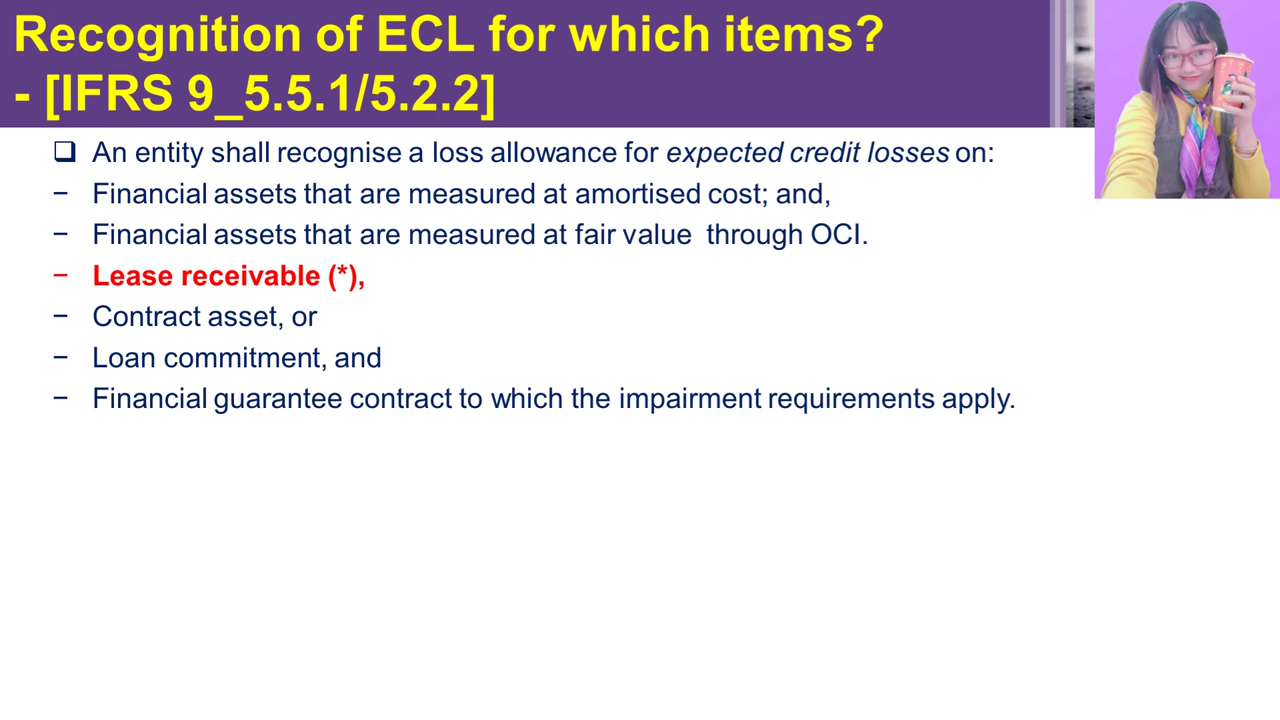 Recognition of ECL for which items?
- [IFRS 9_5.5.1/5.2.2]
❑ An entity shall recognise a loss allowance for expected credit losses on:
− Financial assets that are measured at amortised cost; and,
− Financial assets that are measured at fair value through OCI.
− Lease receivable (*),
− Contract asset, or
− Loan commitment, and
− Financial guarantee contract to which the impairment requirements apply.